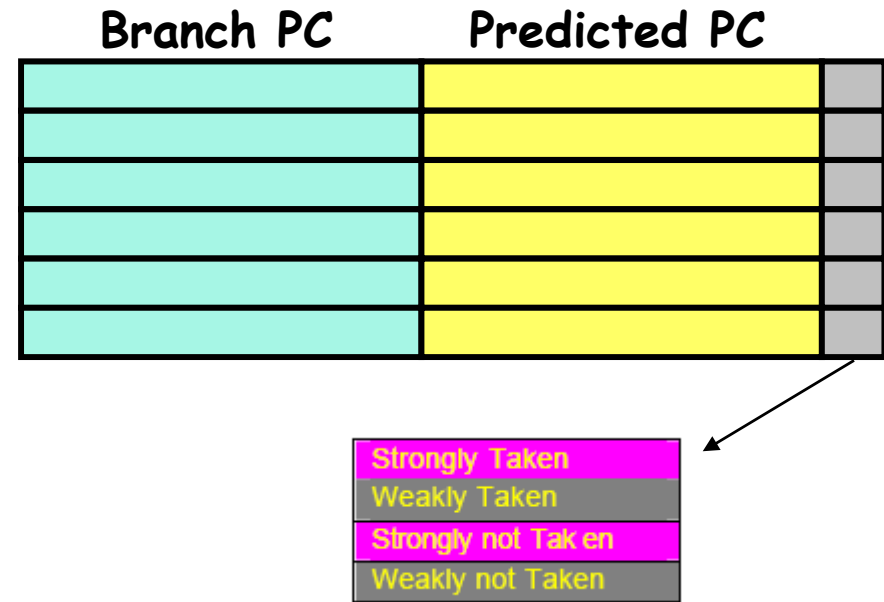 Branch PC Predicted PC
Strongly Taken
Weakly Taken
Strongly not Tak en
Weakly not Taken